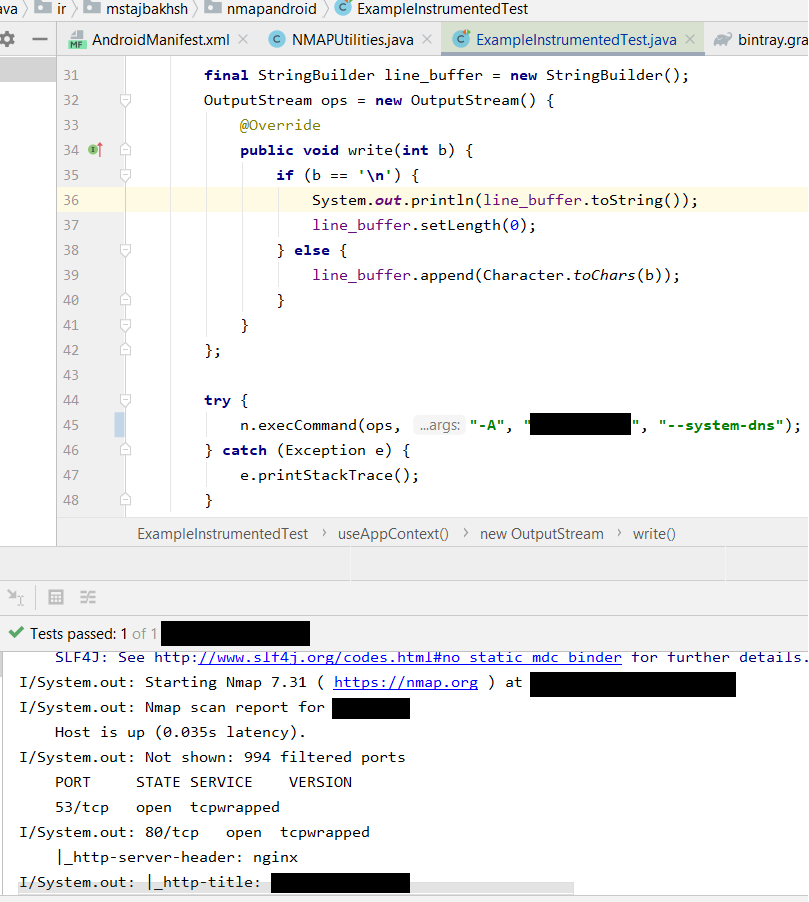 ava ir mstajbakhsh nmapandroid ExampleInstrumentedTest
AndroidManifest.xml NMAPUtilities.java ExampleInstrumentedTest.java bintray.gra
31 final StringBuilder line_buffer = new StringBuilder();
32 OutputStream ops = new OutputStream() {
33 @Override
34 public void write(int b) {
35 if (b == '\n') {
36 System.out.println(line_buffer.toString());
37 line_buffer.setLength(0);
38 } else {
39 line_buffer.append(Character.toChars(b));
40 }
41 }
42 };
43
44 try {
45 n.execCommand(ops, ...args: "-A", " ", "--system-dns");
46 } catch (Exception e) {
47 e.printStackTrace();
48 }
ExampleInstrumentedTest › useAppContext() › new OutputStream › write()
Tests passed: 1 of 1
SLF4J: See http://www.slf4j.org/codes.html#no_static_mdc_binder for further details.
I/System.out: Starting Nmap 7.31 ( https://nmap.org ) at
I/System.out: Nmap scan report for
Host is up (0.035s latency).
I/System.out: Not shown: 994 filtered ports
PORT STATE SERVICE VERSION
53/tcp open tcpwrapped
I/System.out: 80/tcp open tcpwrapped
|_http-server-header: nginx
I/System.out: |_http-title: